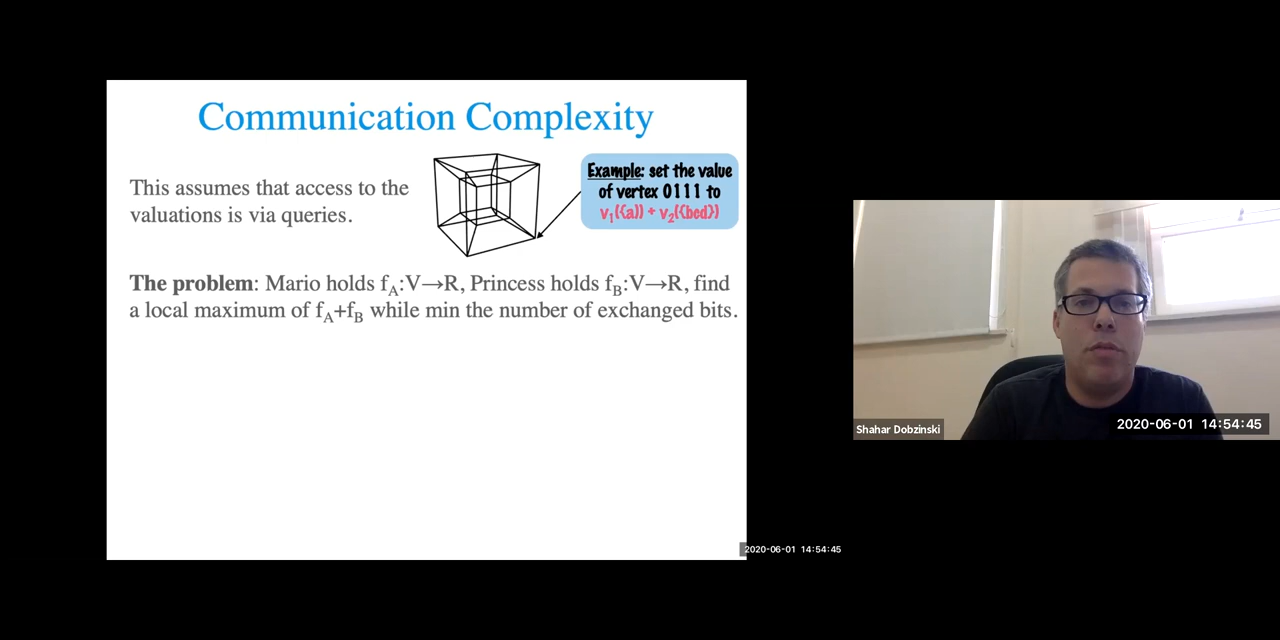 Communication Complexity
This assumes that access to the
valuations is via queries.
Example: set the value
of vertex 0111 to
v₁({a}) + v₂({bcd})
The problem: Mario holds fA:V→R, Princess holds fB:V→R, find
a local maximum of fA+fB while min the number of exchanged bits.
Shahar Dobzinski
2020-06-01 14:54:45
2020-06-01 14:54:45